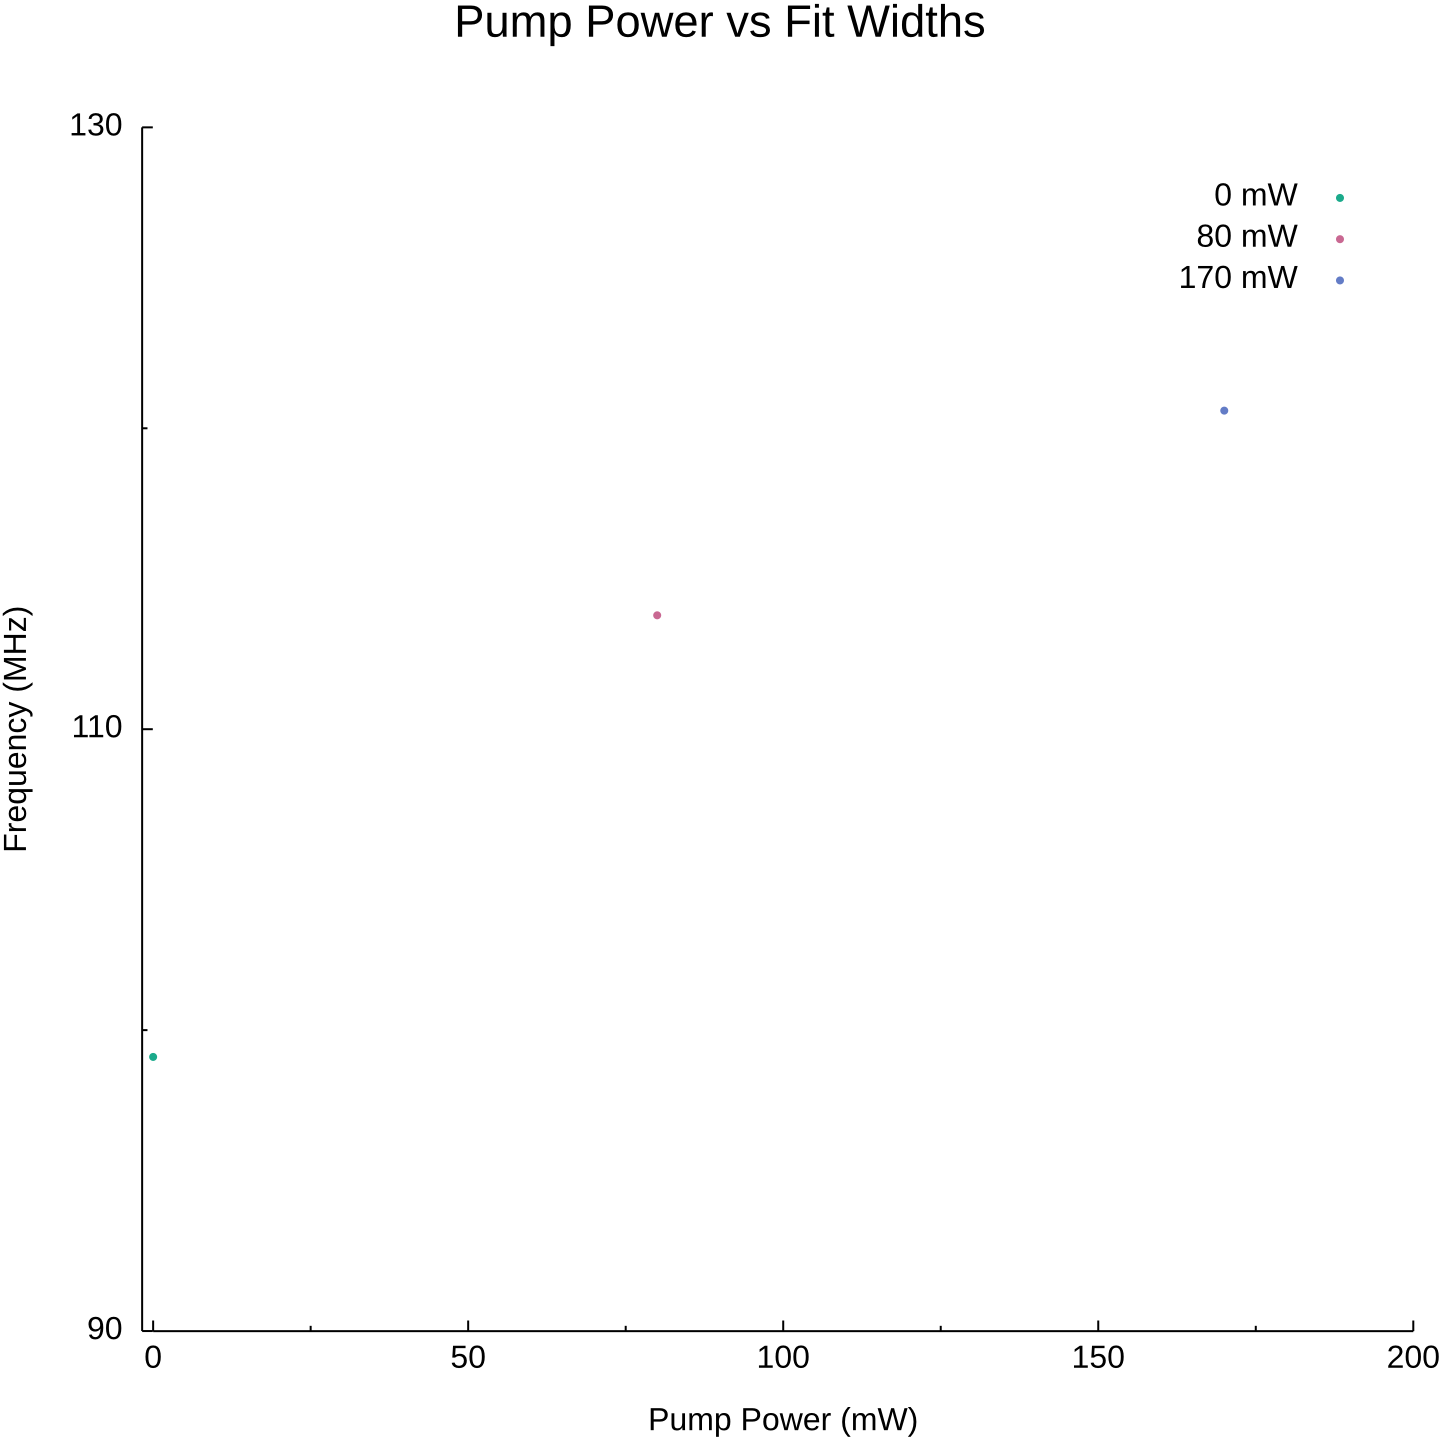 Pump Power vs Fit Widths
130
0 mW
80 mW
170 mW
110
Frequency (MHz)
90
0 50 100 150 200
Pump Power (mW)